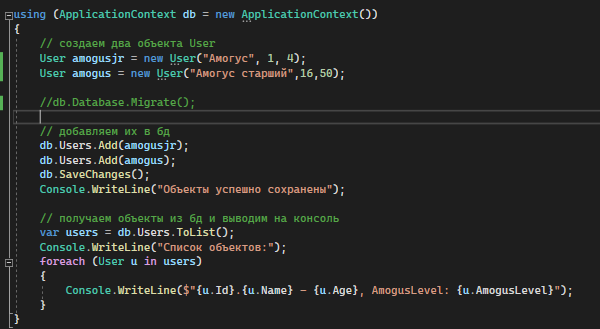 using (ApplicationContext db = new ApplicationContext())
{
// создаем два объекта User
User amogusjr = new User("Амогус", 1, 4);
User amogus = new User("Амогус старший",16,50);
//db.Database.Migrate();
// добавляем их в бд
db.Users.Add(amogusjr);
db.Users.Add(amogus);
db.SaveChanges();
Console.WriteLine("Объекты успешно сохранены");
// получаем объекты из бд и выводим на консоль
var users = db.Users.ToList();
Console.WriteLine("Список объектов:");
foreach (User u in users)
{
Console.WriteLine($"{u.Id}.{u.Name} - {u.Age}, AmogusLevel: {u.AmogusLevel}");
}
}